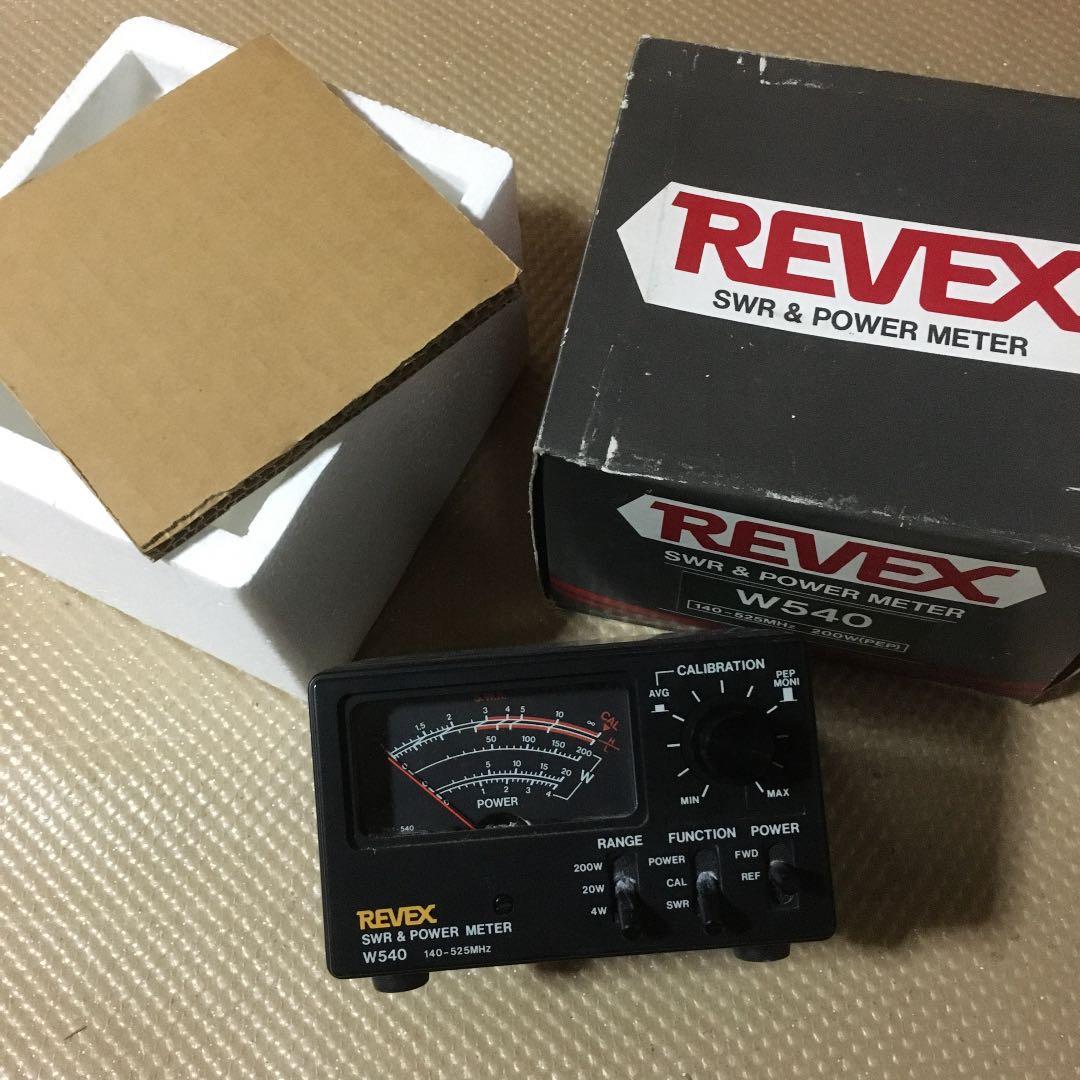 REVEX
SWR & POWER METER
REVEX
SWR & POWER METER
W540
140-525MHz 200W(PEP)
CALIBRATION
AVG
PEP
MONI
MIN
MAX
1.5 2 3 4 5 10 ∞
CAL
H
L
50 100 150 200
W
5 10 15 20
1 2 3 4
POWER
540
RANGE
200W
20W
4W
FUNCTION
POWER
CAL
SWR
POWER
FWD
REF
REVEX
SWR & POWER METER
W540 140-525MHz